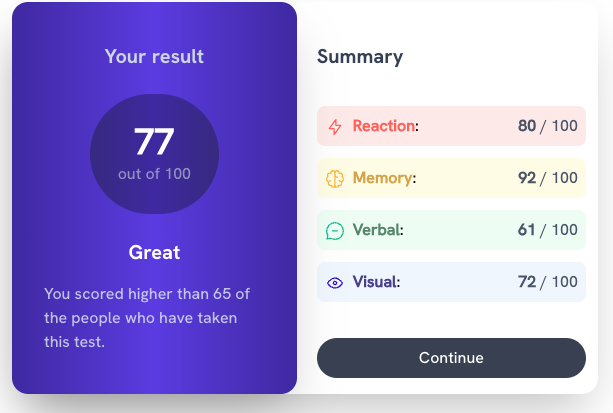 Your result
77
out of 100
Great
You scored higher than 65 of
the people who have taken
this test.
Summary
Reaction: 80 / 100
Memory: 92 / 100
Verbal: 61 / 100
Visual: 72 / 100
Continue